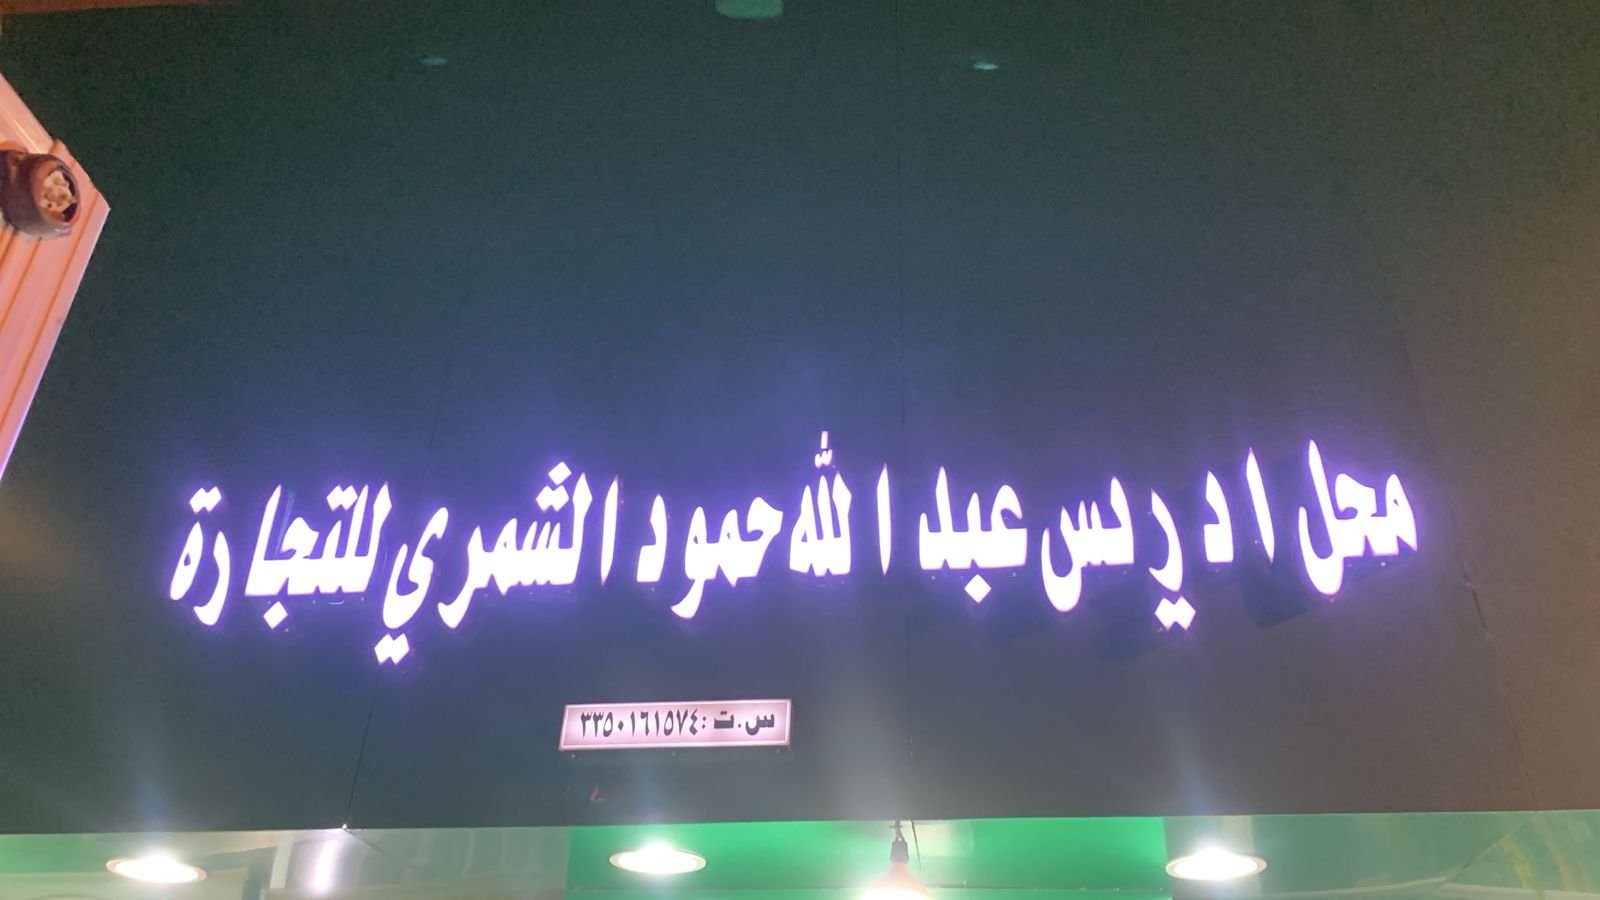 محل ادريس عبدالله حمود الشمري للتجارة
س.ت:٣٣٥٠١٦١٥٧٤